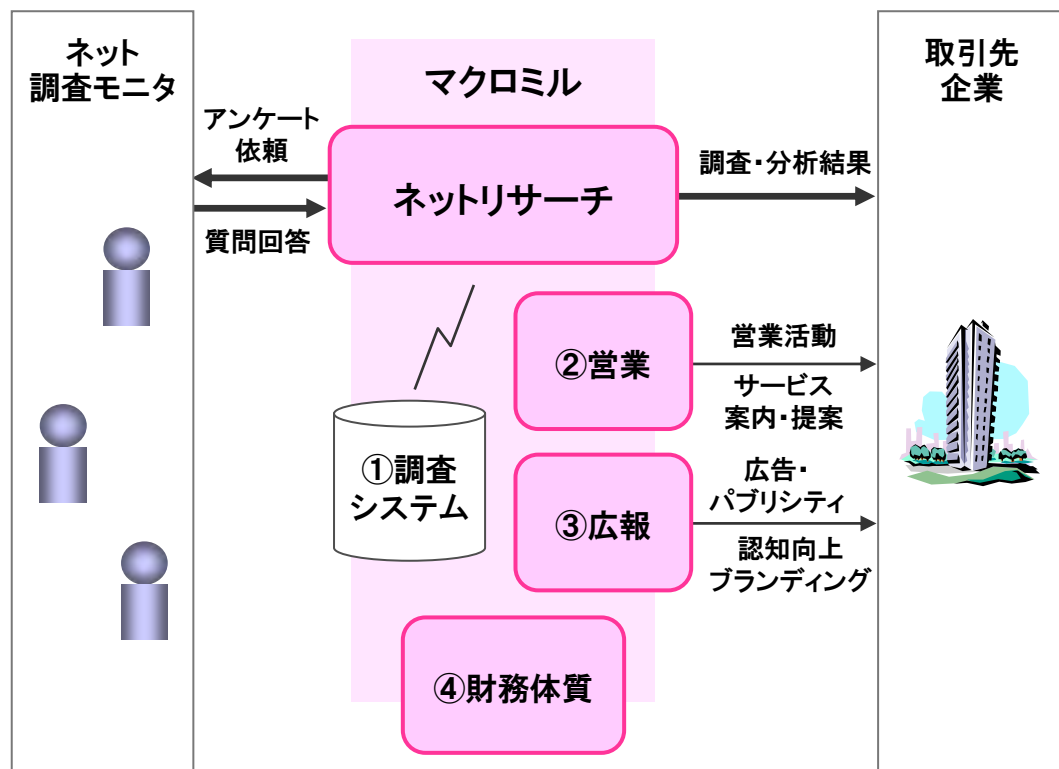 ネット
調査モニタ
マクロミル
取引先
企業
アンケート
依頼
ネットリサーチ
調査・分析結果
質問回答
②営業
営業活動
サービス
案内・提案
①調査
システム
③広報
広告・
パブリシティ
認知向上
ブランディング
④財務体質